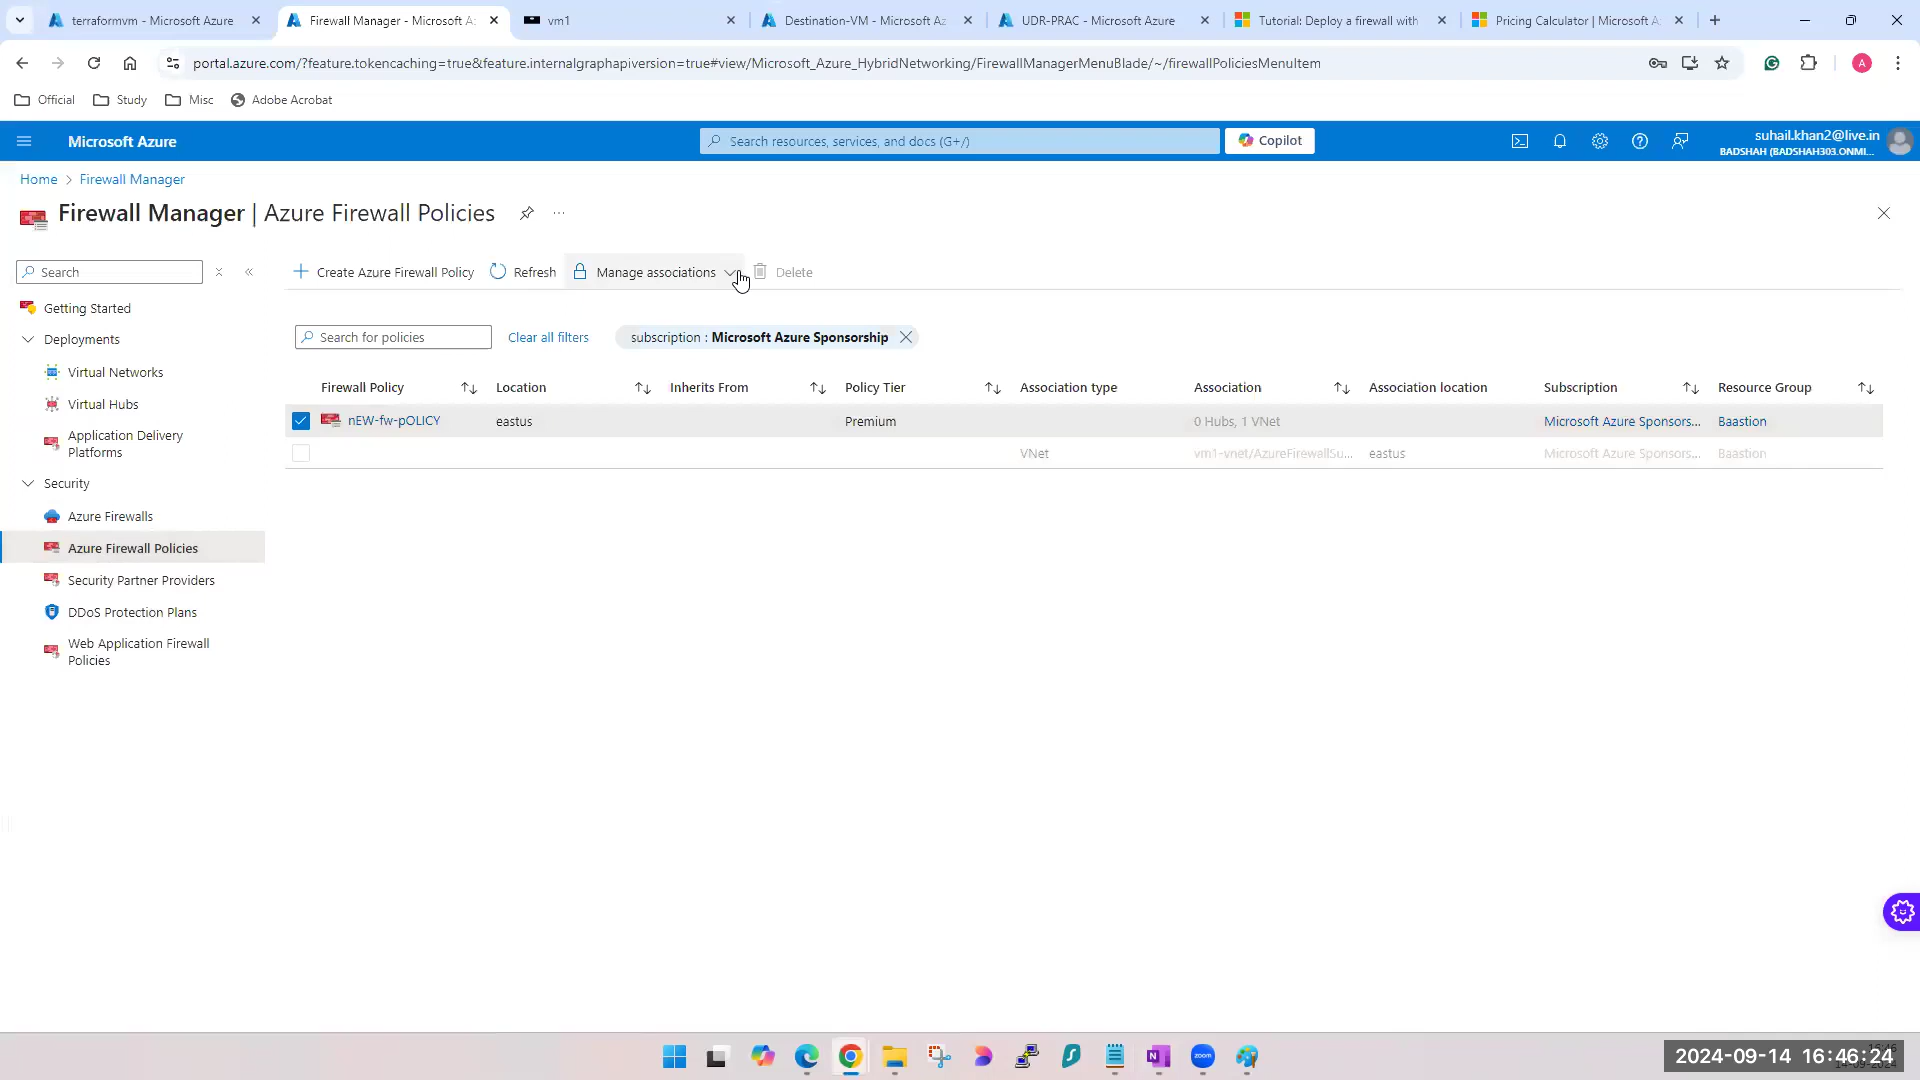 terraformvm - Microsoft Azure
Firewall Manager - Microsoft A
vm1
Destination-VM - Microsoft Az
UDR-PRAC - Microsoft Azure
Tutorial: Deploy a firewall with
Pricing Calculator | Microsoft A
portal.azure.com/?feature.tokencaching=true&feature.internalgraphapiversion=true#view/Microsoft_Azure_HybridNetworking/FirewallManagerMenuBlade/~/firewallPoliciesMenuItem
A
Official
Study
Misc
Adobe Acrobat
Microsoft Azure
Search resources, services, and docs (G+/)
Copilot
suhail.khan2@live.in
BADSHAH (BADSHAH303.ONMI...
Home > Firewall Manager
Firewall Manager | Azure Firewall Policies
Search
Create Azure Firewall Policy
Refresh
Manage associations
Delete
Getting Started
Deployments
Virtual Networks
Virtual Hubs
Application Delivery
Platforms
Security
Azure Firewalls
Azure Firewall Policies
Security Partner Providers
DDoS Protection Plans
Web Application Firewall
Policies
Search for policies
Clear all filters
subscription : Microsoft Azure Sponsorship
Firewall Policy
Location
Inherits From
Policy Tier
Association type
Association
Association location
Subscription
Resource Group
nEW-fw-pOLICY
eastus
Premium
0 Hubs, 1 VNet
Microsoft Azure Sponsors...
Baastion
VNet
vm1-vnet/AzureFirewallSu...
eastus
Microsoft Azure Sponsors...
Baastion
zoom
2024-09-14 16:46:24